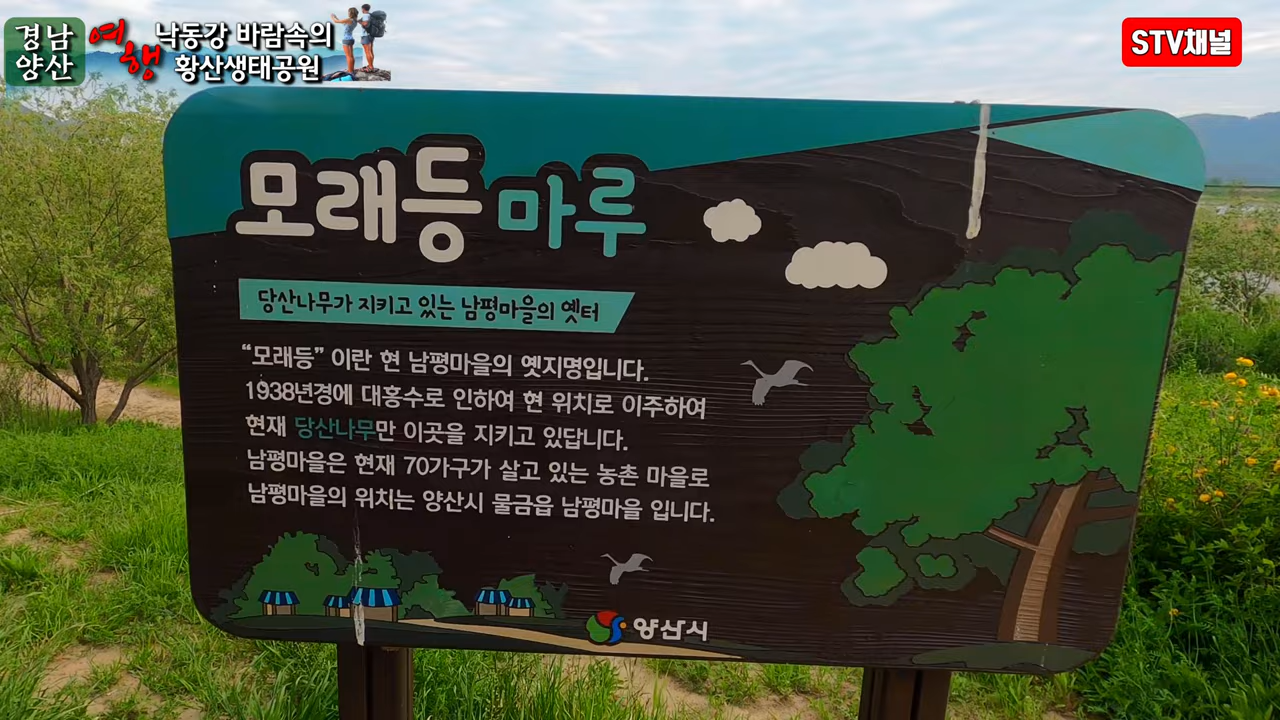 경남
양산
여행
낙동강 바람속의
황산생태공원
STV채널
모래등마루
당산나무가 지키고 있는 남평마을의 옛터
“모래등” 이란 현 남평마을의 옛지명입니다.
1938년경에 대홍수로 인하여 현 위치로 이주하여
현재 당산나무만 이곳을 지키고 있답니다.
남평마을은 현재 70가구가 살고 있는 농촌 마을로
남평마을의 위치는 양산시 물금읍 남평마을 입니다.
양산시